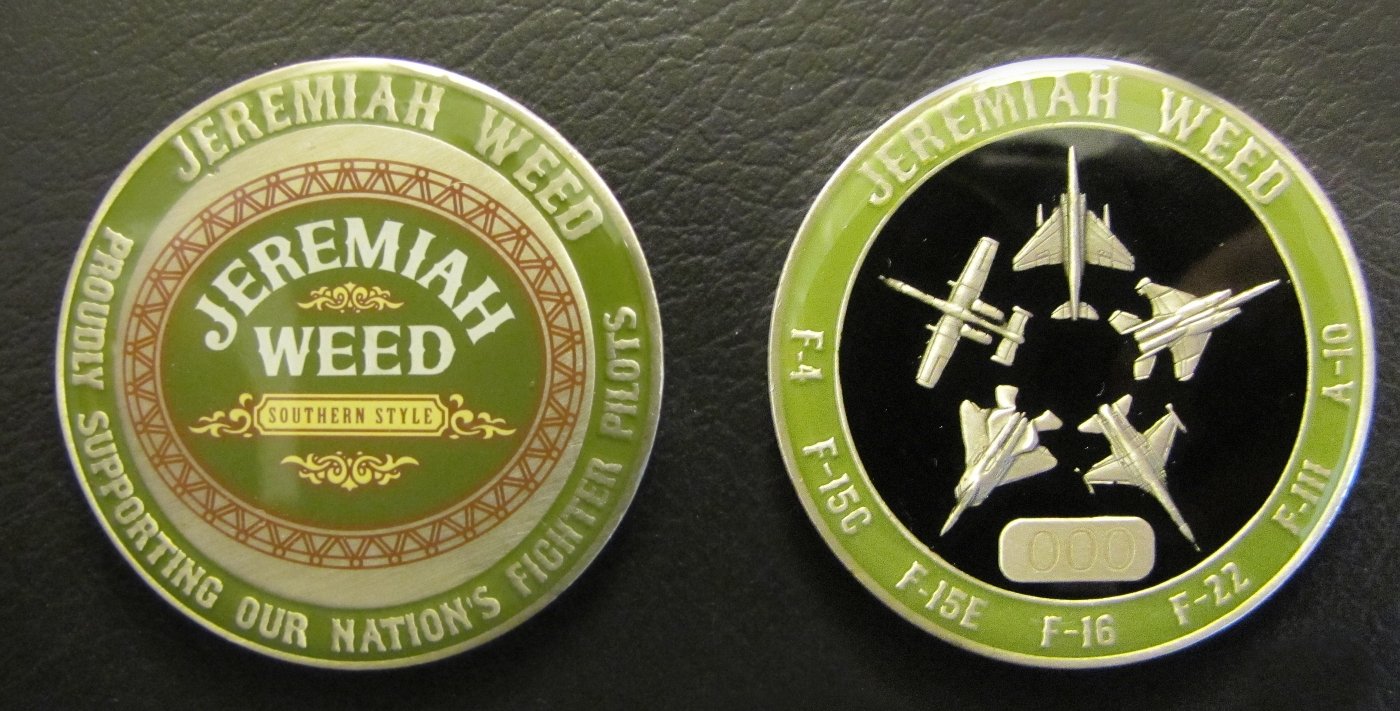 JEREMIAH WEED
JEREMIAH
WEED
SOUTHERN STYLE
PROUDLY SUPPORTING OUR NATION'S FIGHTER PILOTS
JEREMIAH WEED
000
F-4 F-15C F-15E F-16 F-22 F-111 A-10